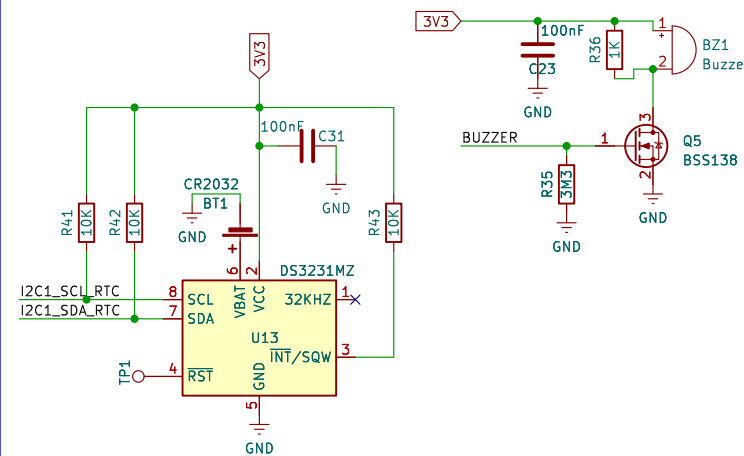 3V3
100nF
C23
R36
1K
1
+
2
BZ1
Buzze
GND
BUZZER
1
3
2
Q5
BSS138
R35
3M3
GND
GND
3V3
100nF
C31
GND
CR2032
BT1
GND
+
R41
10K
R42
10K
R43
10K
DS3231MZ
I2C1_SCL_RTC
I2C1_SDA_RTC
8
SCL
7
SDA
6
VBAT
2
VCC
32KHZ
1
U13
INT/SQW
3
TP1
4
RST
GND
5
GND